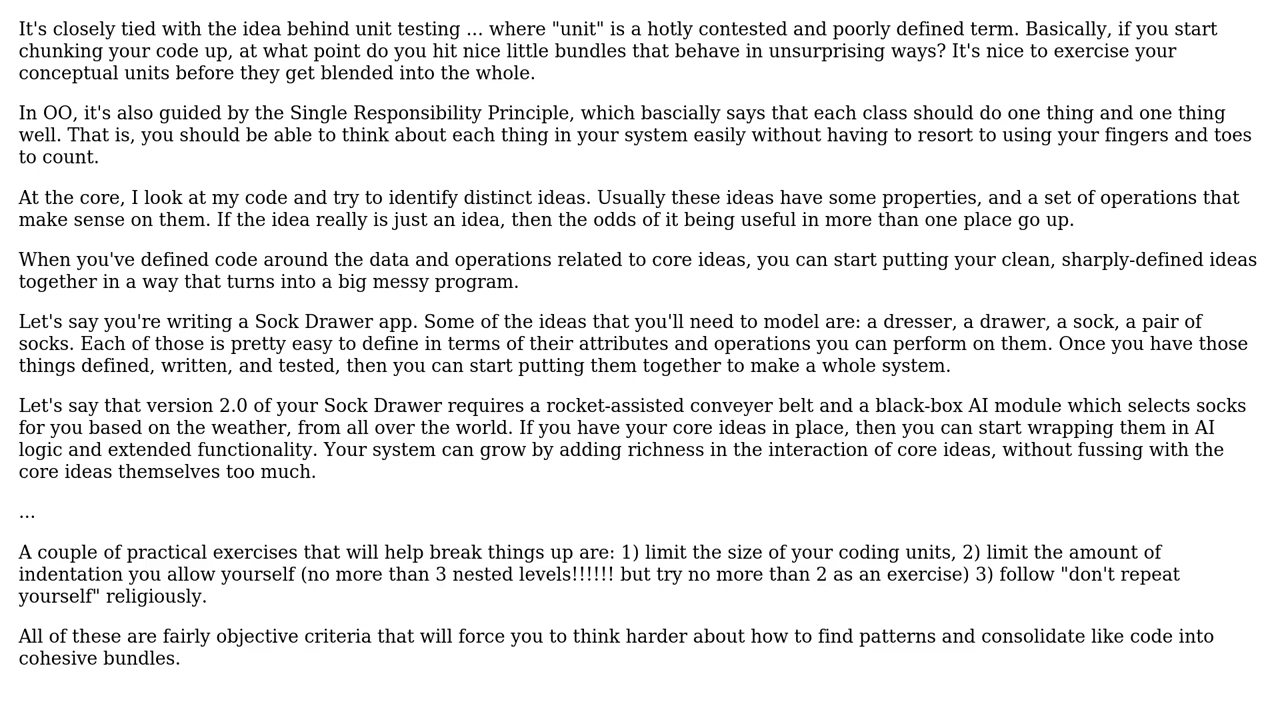 It's closely tied with the idea behind unit testing ... where "unit" is a hotly contested and poorly defined term. Basically, if you start
chunking your code up, at what point do you hit nice little bundles that behave in unsurprising ways? It's nice to exercise your
conceptual units before they get blended into the whole.
In OO, it's also guided by the Single Responsibility Principle, which bascially says that each class should do one thing and one thing
well. That is, you should be able to think about each thing in your system easily without having to resort to using your fingers and toes
to count.
At the core, I look at my code and try to identify distinct ideas. Usually these ideas have some properties, and a set of operations that
make sense on them. If the idea really is just an idea, then the odds of it being useful in more than one place go up.
When you've defined code around the data and operations related to core ideas, you can start putting your clean, sharply-defined ideas
together in a way that turns into a big messy program.
Let's say you're writing a Sock Drawer app. Some of the ideas that you'll need to model are: a dresser, a drawer, a sock, a pair of
socks. Each of those is pretty easy to define in terms of their attributes and operations you can perform on them. Once you have those
things defined, written, and tested, then you can start putting them together to make a whole system.
Let's say that version 2.0 of your Sock Drawer requires a rocket-assisted conveyer belt and a black-box AI module which selects socks
for you based on the weather, from all over the world. If you have your core ideas in place, then you can start wrapping them in AI
logic and extended functionality. Your system can grow by adding richness in the interaction of core ideas, without fussing with the
core ideas themselves too much.
...
A couple of practical exercises that will help break things up are: 1) limit the size of your coding units, 2) limit the amount of
indentation you allow yourself (no more than 3 nested levels!!!!!! but try no more than 2 as an exercise) 3) follow "don't repeat
yourself" religiously.
All of these are fairly objective criteria that will force you to think harder about how to find patterns and consolidate like code into
cohesive bundles.